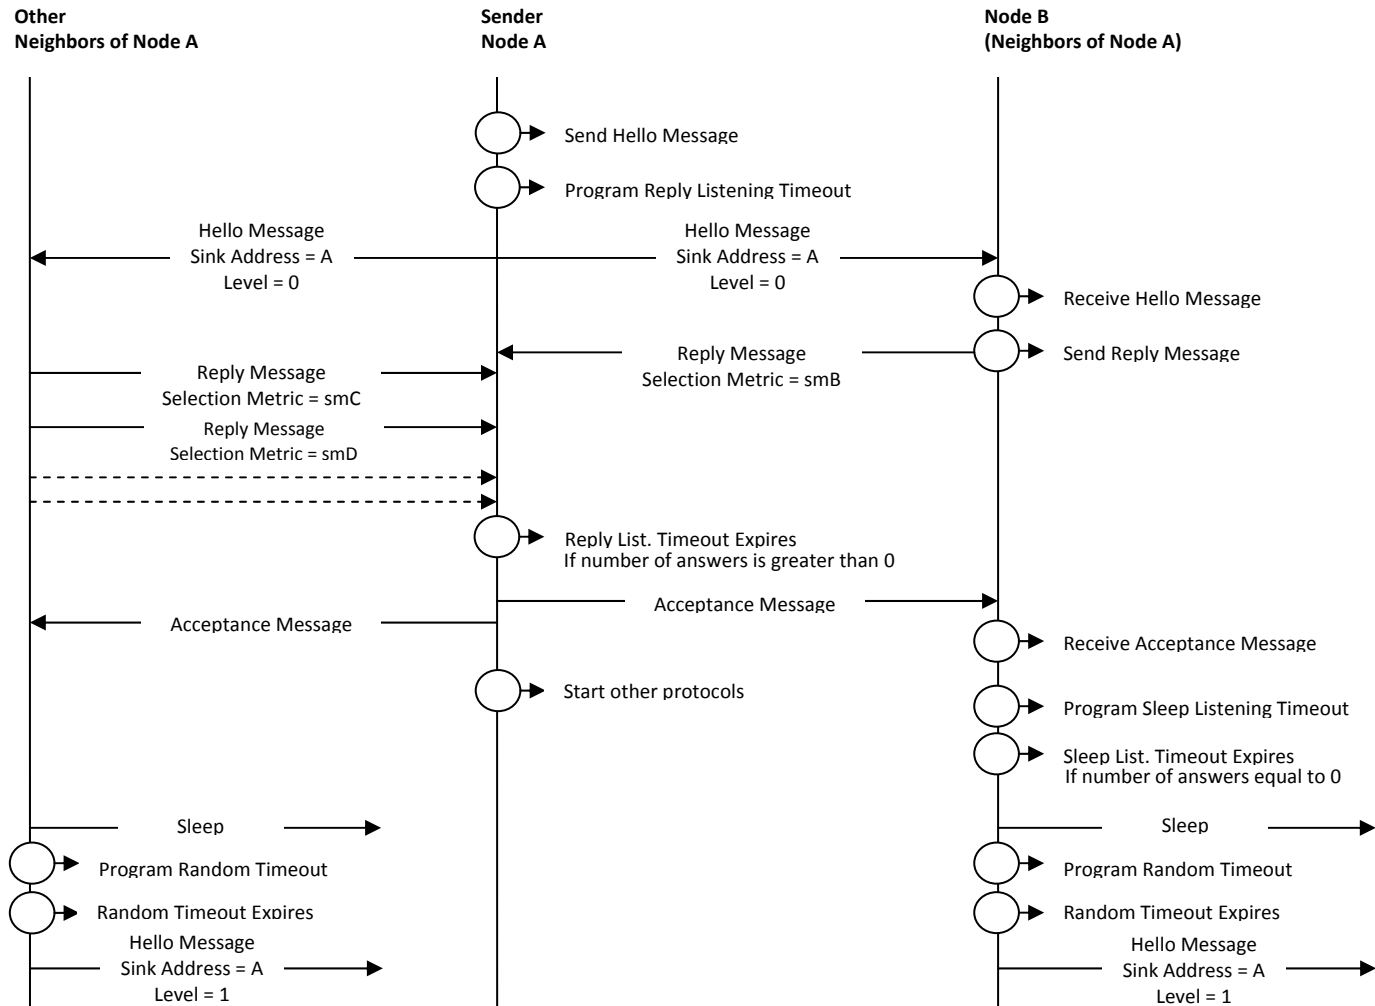 Other
Neighbors of Node A
Sender
Node A
Node B
(Neighbors of Node A)
Send Hello Message
Program Reply Listening Timeout
Hello Message
Sink Address = A
Level = 0
Hello Message
Sink Address = A
Level = 0
Receive Hello Message
Reply Message
Selection Metric = smB
Send Reply Message
Reply Message
Selection Metric = smC
Reply Message
Selection Metric = smD
Reply List. Timeout Expires
If number of answers is greater than 0
Acceptance Message
Acceptance Message
Receive Acceptance Message
Start other protocols
Program Sleep Listening Timeout
Sleep List. Timeout Expires
If number of answers equal to 0
Sleep
Sleep
Program Random Timeout
Program Random Timeout
Random Timeout Expires
Random Timeout Expires
Hello Message
Sink Address = A
Level = 1
Hello Message
Sink Address = A
Level = 1